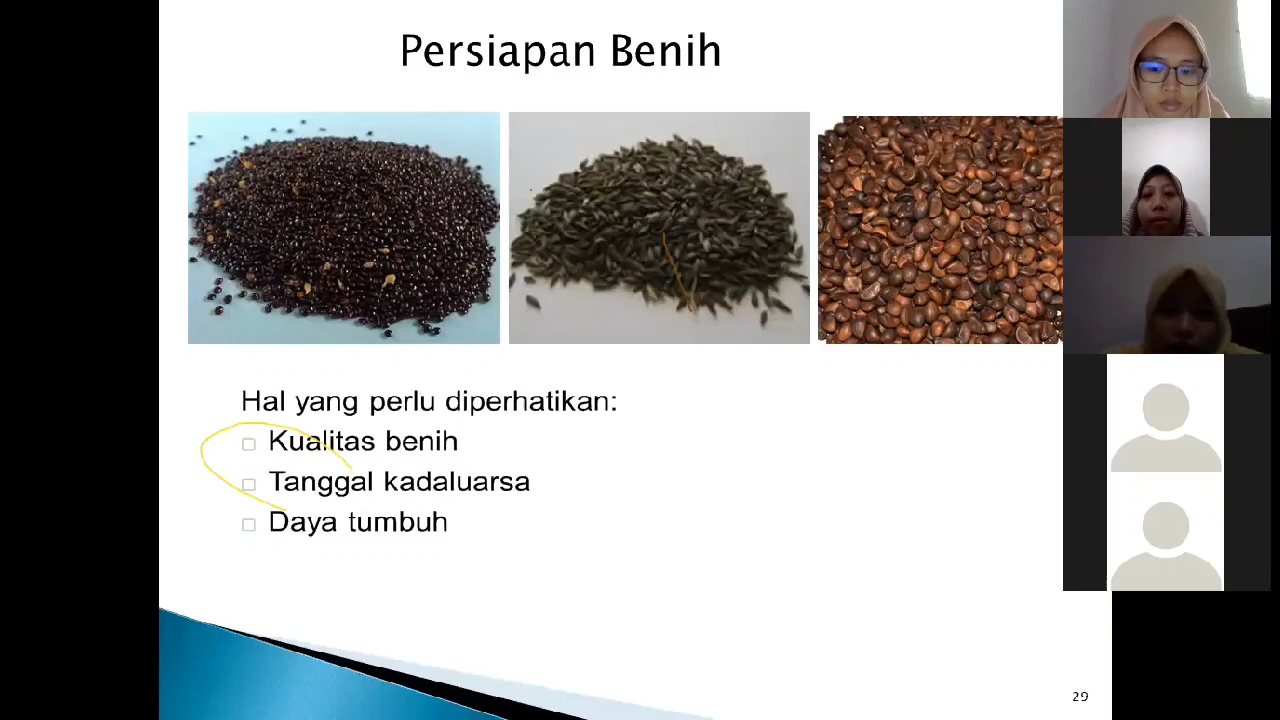 Persiapan Benih
Hal yang perlu diperhatikan:
Kualitas benih
Tanggal kadaluarsa
Daya tumbuh
29